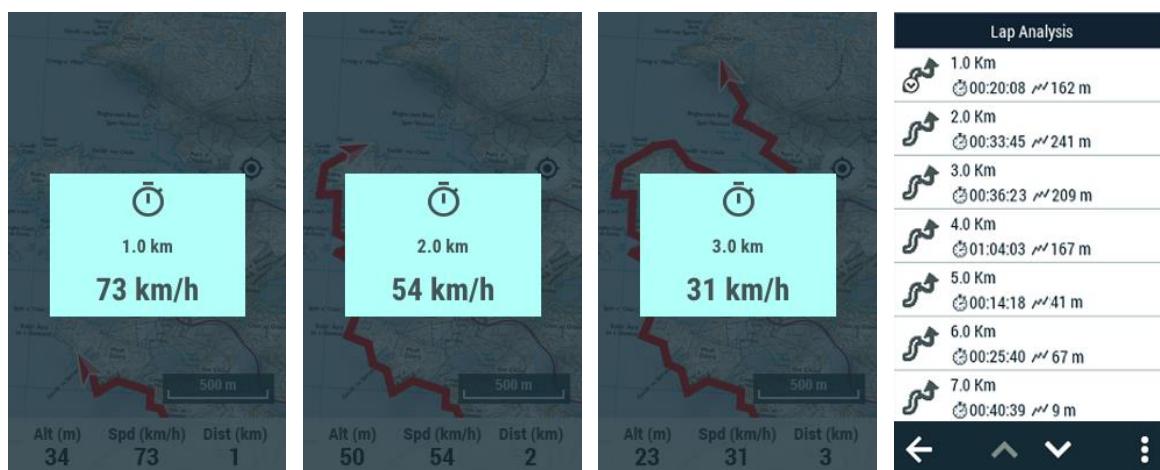 1.0 km
73 km/h
500 m
Alt (m) Spd (km/h) Dist (km)
34 73 1
2.0 km
54 km/h
500 m
Alt (m) Spd (km/h) Dist (km)
50 54 2
3.0 km
31 km/h
500 m
Alt (m) Spd (km/h) Dist (km)
23 31 3
Lap Analysis
1.0 Km
00:20:08 162 m
2.0 Km
00:33:45 241 m
3.0 Km
00:36:23 209 m
4.0 Km
01:04:03 167 m
5.0 Km
00:14:18 41 m
6.0 Km
00:25:40 67 m
7.0 Km
00:40:39 9 m